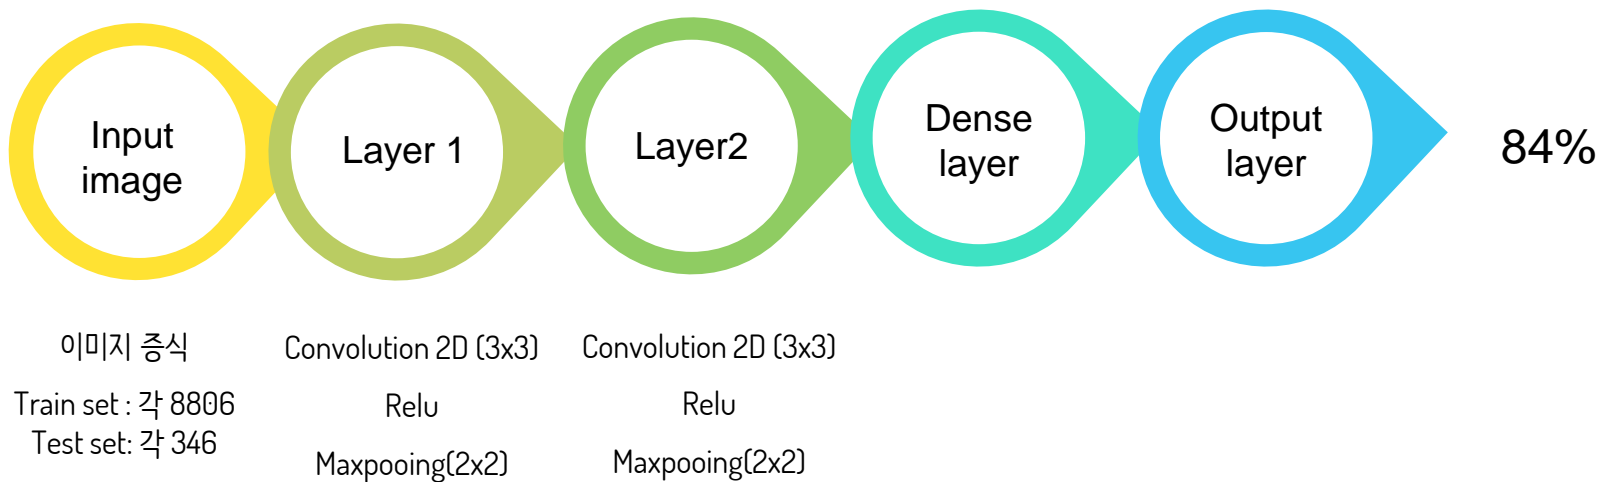 Input
image
Layer 1
Layer2
Dense
layer
Output
layer
84%
이미지 증식
Train set : 각 8806
Test set: 각 346
Convolution 2D (3x3)
Relu
Maxpooing(2x2)
Convolution 2D (3x3)
Relu
Maxpooing(2x2)